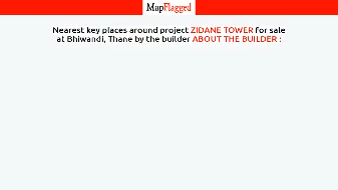 MapFlagged
Nearest key places around project ZIDANE TOWER for sale
at Bhiwandi, Thane by the builder ABOUT THE BUILDER :